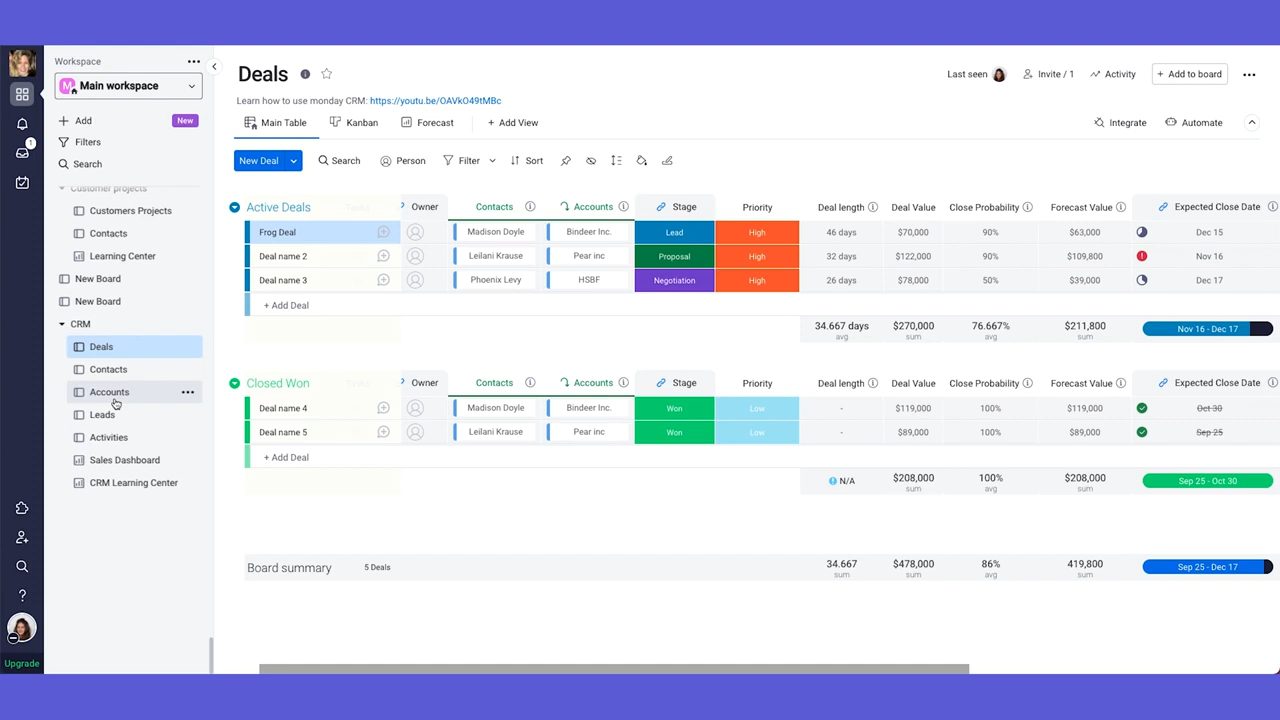 Workspace
M Main workspace
Add New
Filters
Search
Customer projects
Customers Projects
Contacts
Learning Center
New Board
New Board
CRM
Deals
Contacts
Accounts
Leads
Activities
Sales Dashboard
CRM Learning Center
1
?
Upgrade
Deals
Last seen Invite / 1 Activity + Add to board
Learn how to use monday CRM: https://youtu.be/OAVkO49tMBc
Main Table Kanban Forecast + Add View Integrate Automate
New Deal Search Person Filter Sort
Active Deals Owner Contacts Accounts Stage Priority Deal length Deal Value Close Probability Forecast Value Expected Close Date
Frog Deal Madison Doyle Bindeer Inc. Lead High 46 days $70,000 90% $63,000 Dec 15
Deal name 2 Leilani Krause Pear inc Proposal High 32 days $122,000 90% $109,800 Nov 16
Deal name 3 Phoenix Levy HSBF Negotiation High 26 days $78,000 50% $39,000 Dec 17
+ Add Deal
34.667 days $270,000 76.667% $211,800 Nov 16 - Dec 17
avg sum avg sum
Closed Won Owner Contacts Accounts Stage Priority Deal length Deal Value Close Probability Forecast Value Expected Close Date
Deal name 4 Madison Doyle Bindeer Inc. Won Low - $119,000 100% $119,000 Oct 30
Deal name 5 Leilani Krause Pear inc Won Low - $89,000 100% $89,000 Sep 25
+ Add Deal
N/A $208,000 100% $208,000 Sep 25 - Oct 30
sum avg sum
Board summary 5 Deals 34.667 $478,000 86% 419,800 Sep 25 - Dec 17
sum sum avg sum